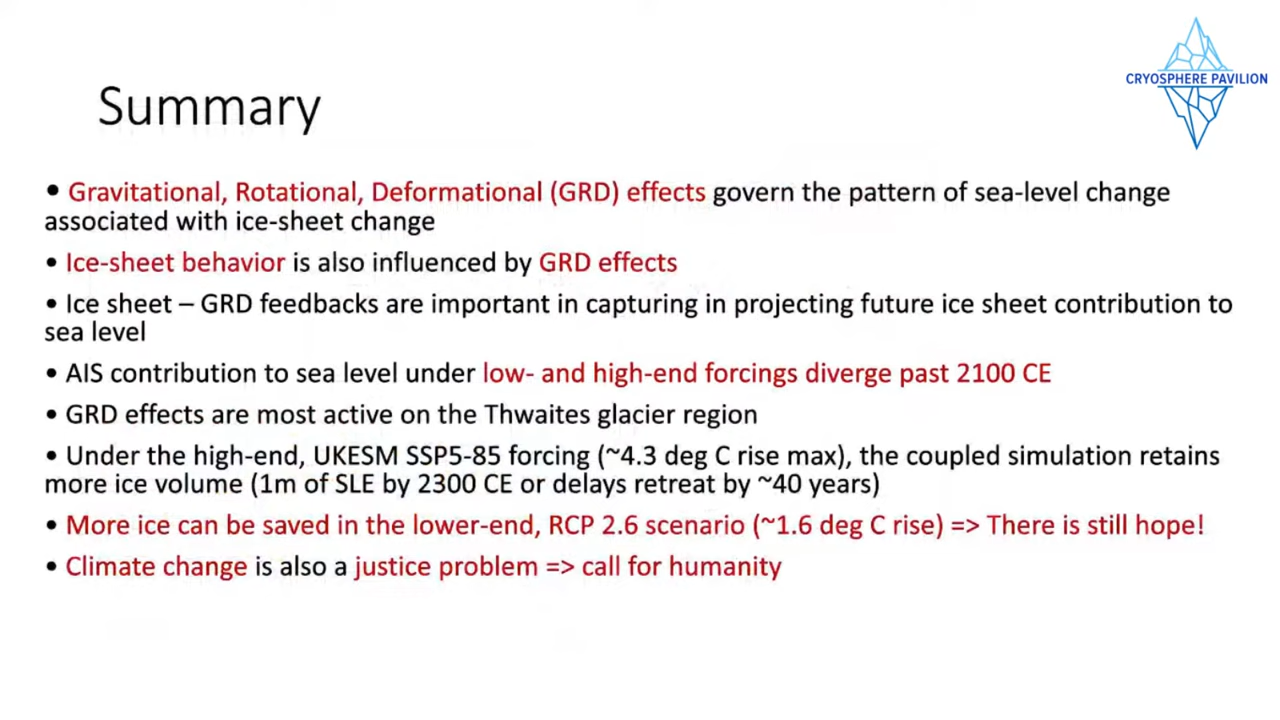 CRYOSPHERE PAVILION
Summary
• Gravitational, Rotational, Deformational (GRD) effects govern the pattern of sea-level change
associated with ice-sheet change
• Ice-sheet behavior is also influenced by GRD effects
• Ice sheet – GRD feedbacks are important in capturing in projecting future ice sheet contribution to
sea level
• AIS contribution to sea level under low- and high-end forcings diverge past 2100 CE
• GRD effects are most active on the Thwaites glacier region
• Under the high-end, UKESM SSP5-85 forcing (~4.3 deg C rise max), the coupled simulation retains
more ice volume (1m of SLE by 2300 CE or delays retreat by ~40 years)
• More ice can be saved in the lower-end, RCP 2.6 scenario (~1.6 deg C rise) => There is still hope!
• Climate change is also a justice problem => call for humanity